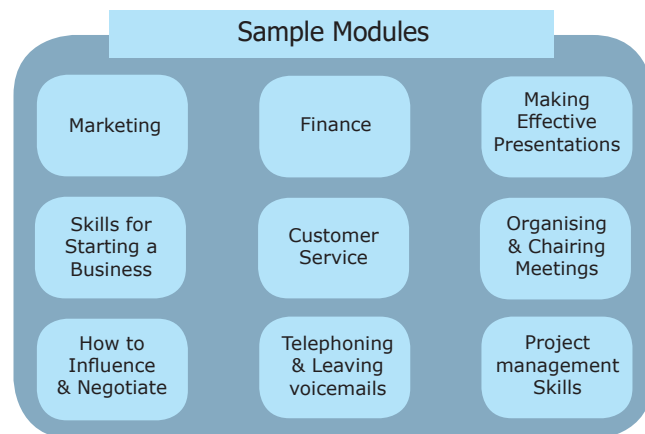 Sample Modules
Marketing
Finance
Making
Effective
Presentations
Skills for
Starting a
Business
Customer
Service
Organising
& Chairing
Meetings
How to
Influence
& Negotiate
Telephoning
& Leaving
voicemails
Project
management
Skills